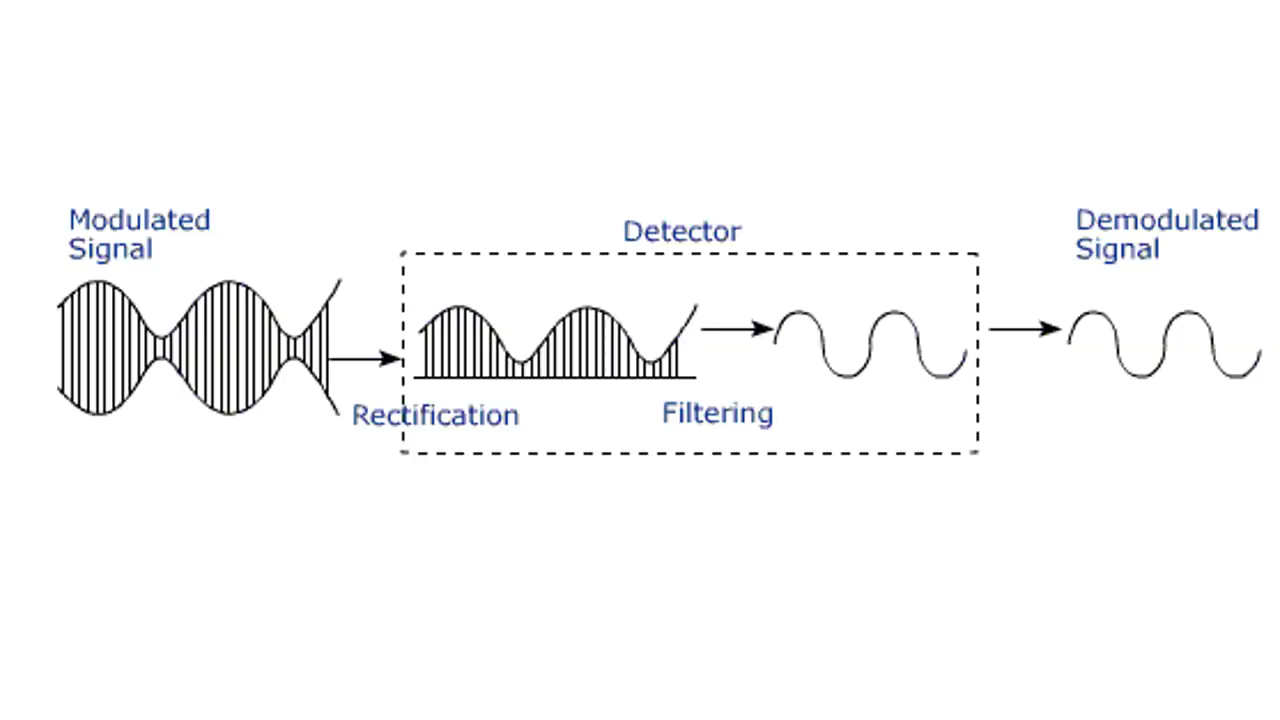 Modulated
Signal
Detector
Demodulated
Signal
Rectification
Filtering